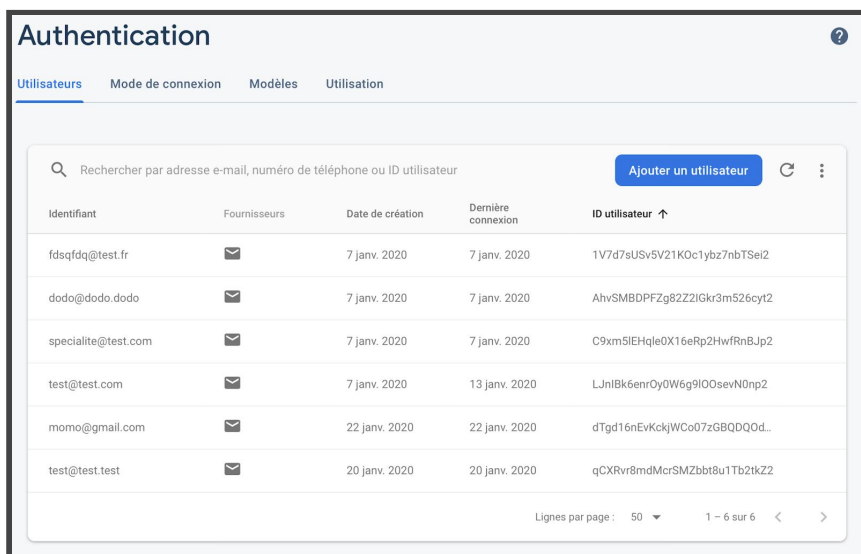 Authentication
Utilisateurs Mode de connexion Modèles Utilisation
Rechercher par adresse e-mail, numéro de téléphone ou ID utilisateur Ajouter un utilisateur
Identifiant Fournisseurs Date de création Dernière connexion ID utilisateur
fdsqfdq@test.fr 7 janv. 2020 7 janv. 2020 1V7d7sUSv5V21KOc1ybz7nbTSei2
dodo@dodo.dodo 7 janv. 2020 7 janv. 2020 AhvSMBDPFZg82Z2IGkr3m526cyt2
specialite@test.com 7 janv. 2020 7 janv. 2020 C9xm5lEHqle0X16eRp2HwfRnBJp2
test@test.com 7 janv. 2020 13 janv. 2020 LJnIBk6enrOy0W6g9lOOsevN0np2
momo@gmail.com 22 janv. 2020 22 janv. 2020 dTgd16nEvKckjWCo07zGBQDQOd...
test@test.test 20 janv. 2020 20 janv. 2020 qCXRvr8mdMcrSMZbbt8u1Tb2tkZ2
Lignes par page : 50 1 – 6 sur 6